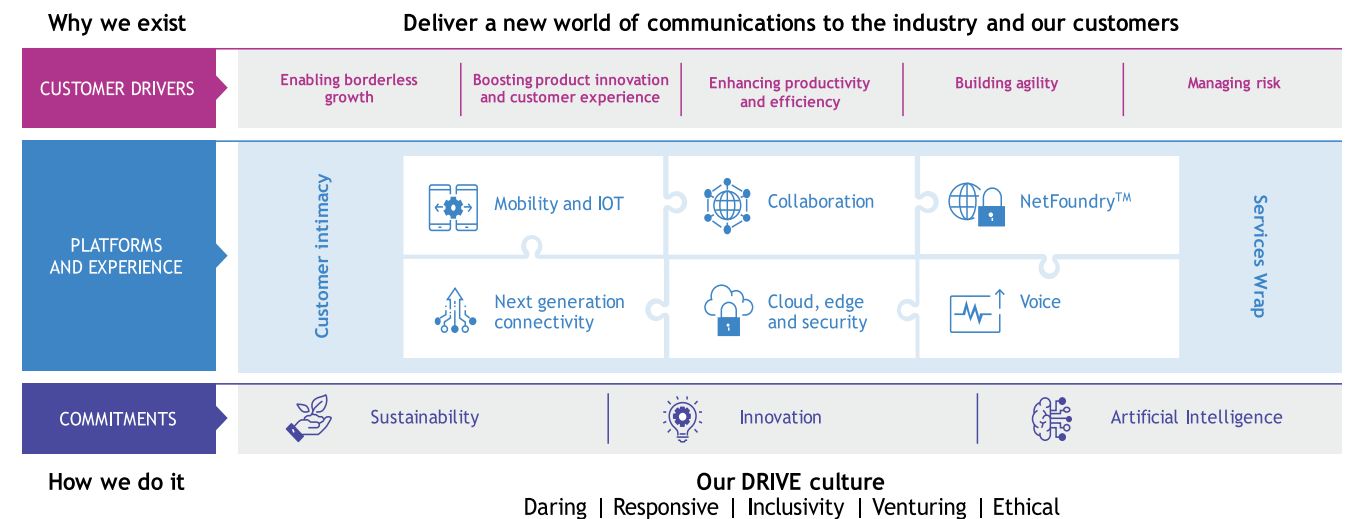 Why we exist
Deliver a new world of communications to the industry and our customers
CUSTOMER DRIVERS
Enabling borderless
growth
Boosting product innovation
and customer experience
Enhancing productivity
and efficiency
Building agility
Managing risk
PLATFORMS
AND EXPERIENCE
Customer intimacy
Mobility and IOT
Collaboration
NetFoundry™
Next generation
connectivity
Cloud, edge
and security
Voice
Services Wrap
COMMITMENTS
Sustainability
Innovation
Artificial Intelligence
How we do it
Our DRIVE culture
Daring | Responsive | Inclusivity | Venturing | Ethical